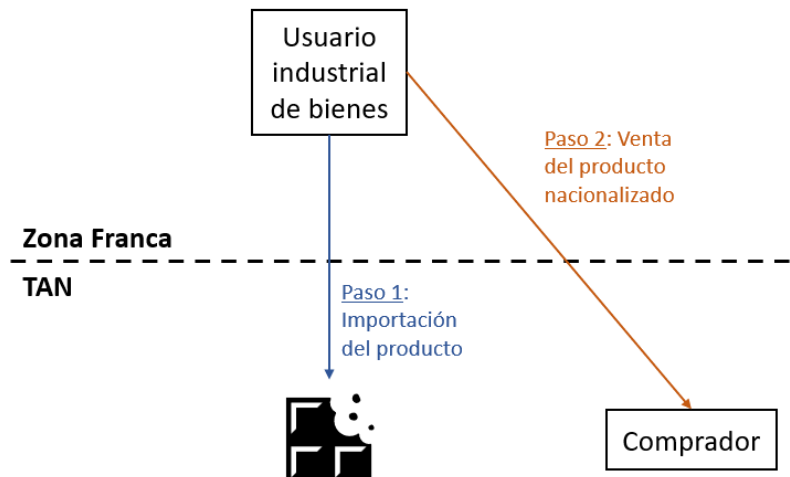 Usuario
industrial
de bienes
Paso 2: Venta
del producto
nacionalizado
Zona Franca
TAN
Paso 1:
Importación
del producto
Comprador